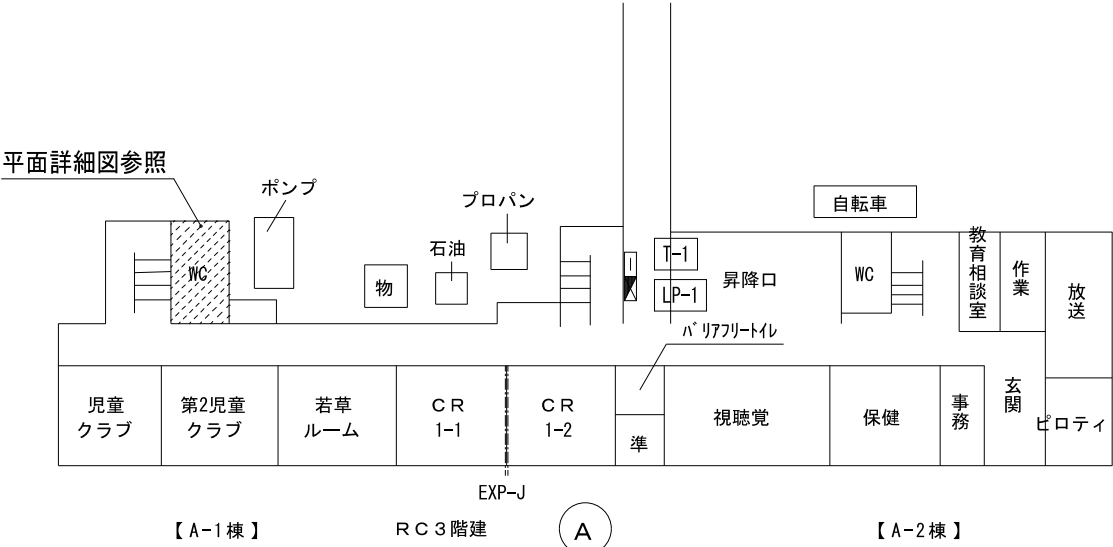 平面詳細図参照
ポンプ
プロパン
自転車
石油
WC
物
T-1
LP-1
昇降口
WC
教育相談室
作業
放送
バリアフリートイレ
児童
クラブ
第2児童
クラブ
若草
ルーム
CR
1-1
CR
1-2
準
視聴覚
保健
事務
玄関
ピロティ
EXP-J
【A-1棟】
RC3階建
A
【A-2棟】